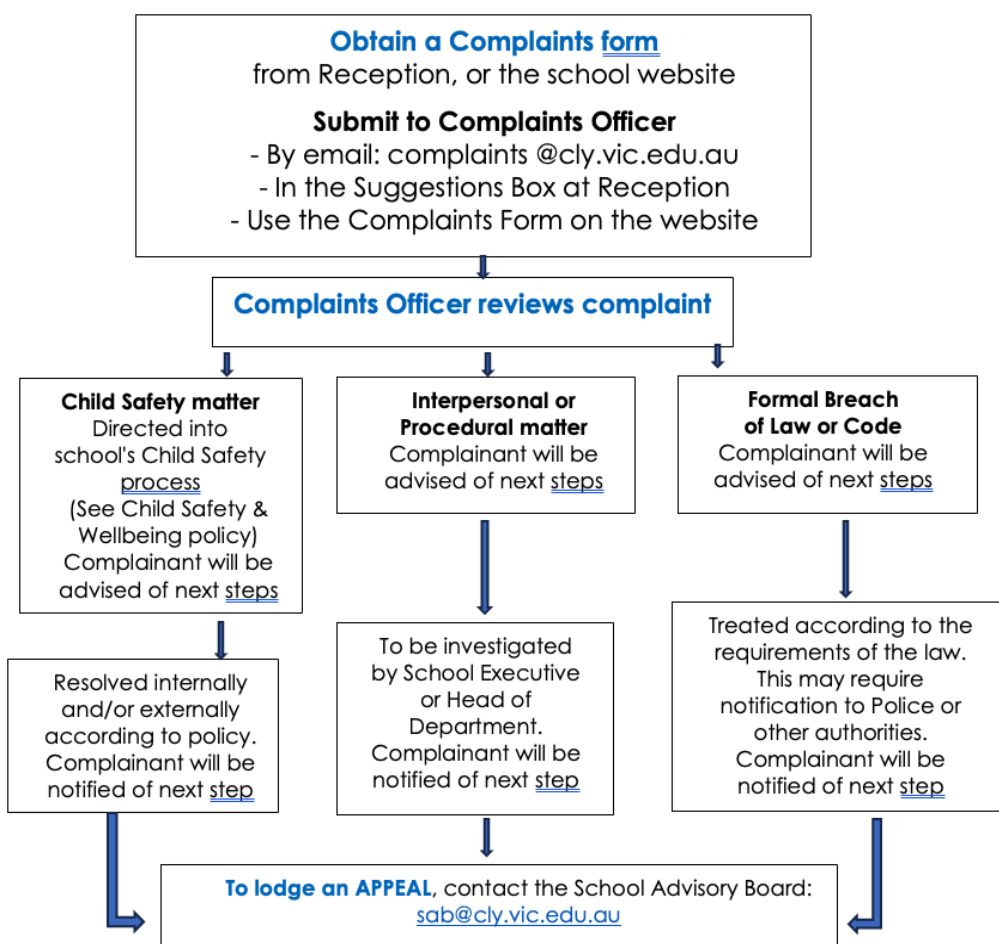 Obtain a Complaints form
from Reception, or the school website
Submit to Complaints Officer
- By email: complaints @cly.vic.edu.au
- In the Suggestions Box at Reception
- Use the Complaints Form on the website
Complaints Officer reviews complaint
Child Safety matter
Directed into
school's Child Safety
process
(See Child Safety &
Wellbeing policy)
Complainant will be
advised of next steps
Interpersonal or
Procedural matter
Complainant will be
advised of next steps
Formal Breach
of Law or Code
Complainant will be
advised of next steps
Resolved internally
and/or externally
according to policy.
Complainant will be
notified of next step
To be investigated
by School Executive
or Head of
Department.
Complainant will be
notified of next step
Treated according to the
requirements of the law.
This may require
notification to Police or
other authorities.
Complainant will be
notified of next step
To lodge an APPEAL, contact the School Advisory Board:
sab@cly.vic.edu.au